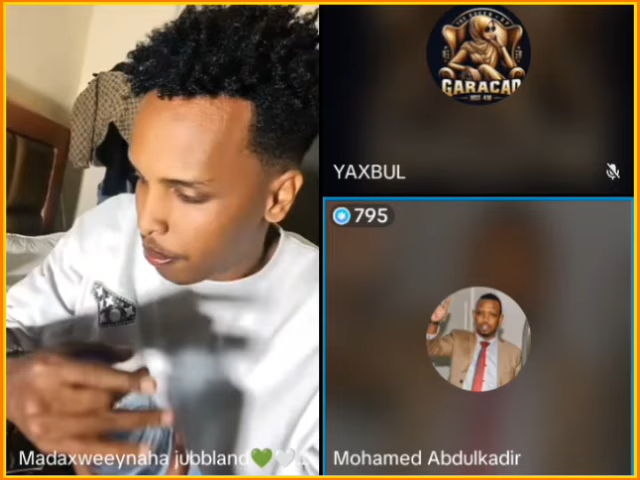 GARACAD
YAXBUL
795
Madaxweeynaha jubbland💚🤍
Mohamed Abdulkadir